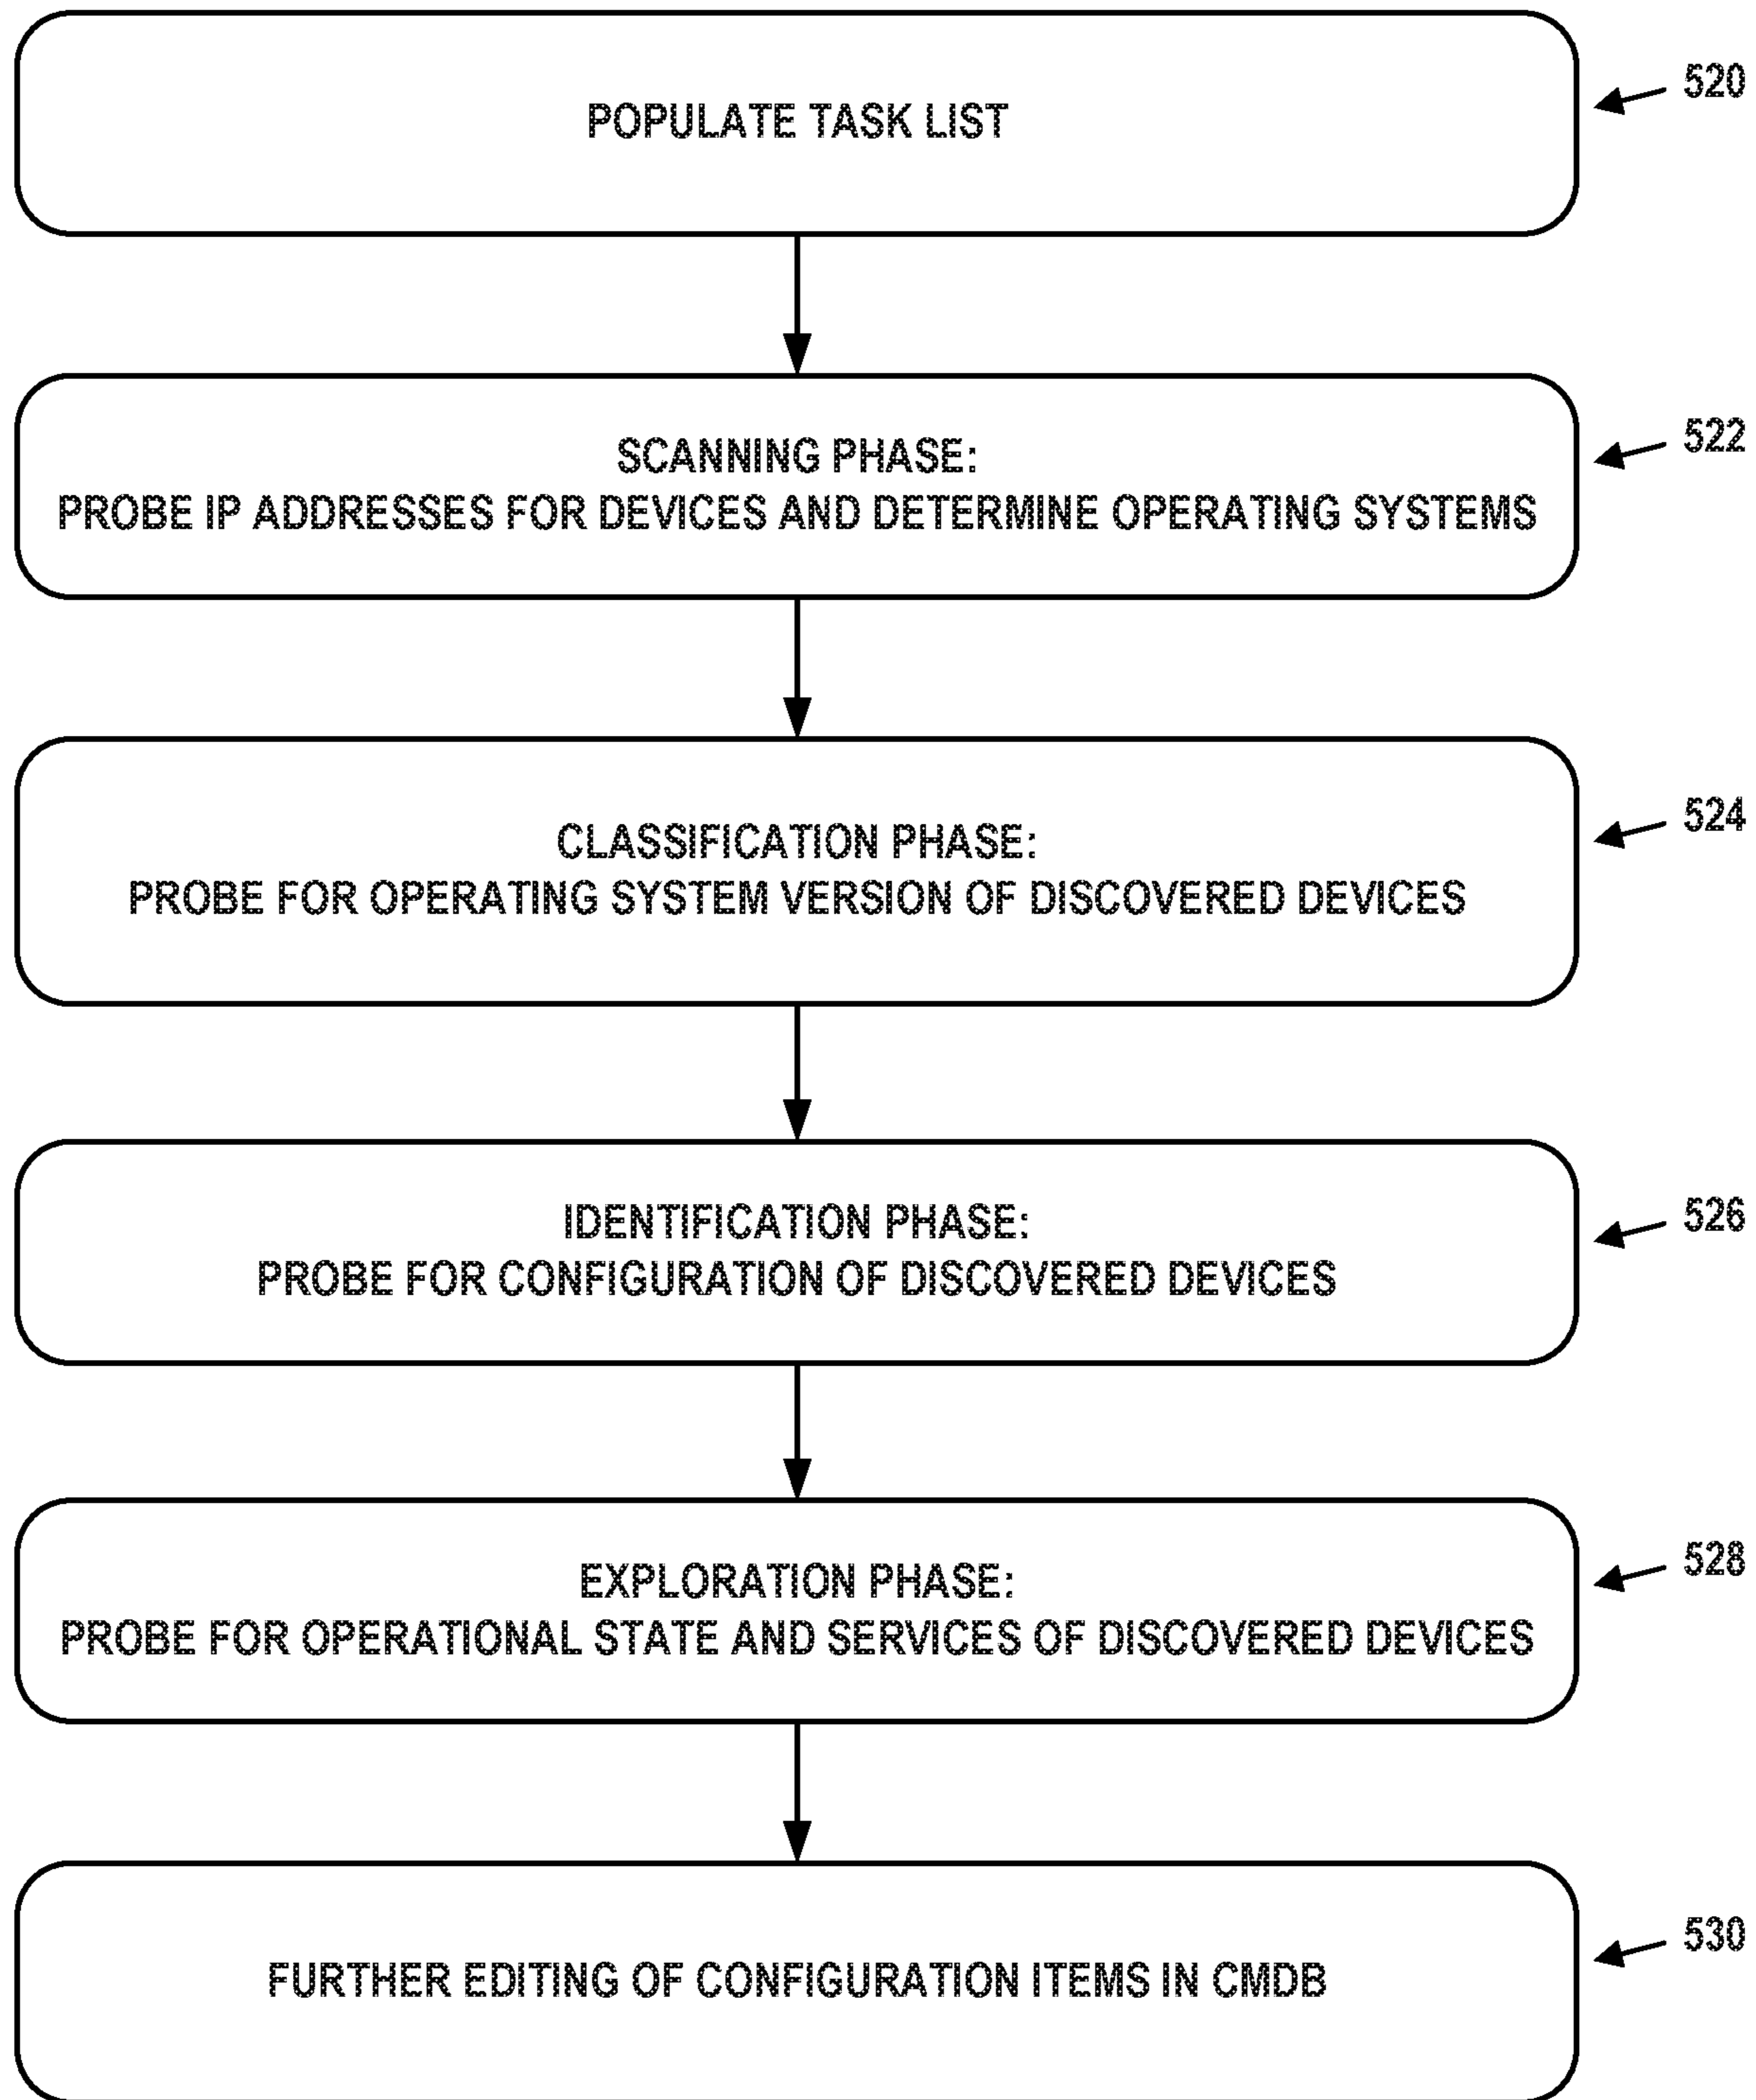 POPULATE TASK LIST
520
SCANNING PHASE:
PROBE IP ADDRESSES FOR DEVICES AND DETERMINE OPERATING SYSTEMS
522
CLASSIFICATION PHASE:
PROBE FOR OPERATING SYSTEM VERSION OF DISCOVERED DEVICES
524
IDENTIFICATION PHASE:
PROBE FOR CONFIGURATION OF DISCOVERED DEVICES
526
EXPLORATION PHASE:
PROBE FOR OPERATIONAL STATE AND SERVICES OF DISCOVERED DEVICES
528
FURTHER EDITING OF CONFIGURATION ITEMS IN CMDB
530